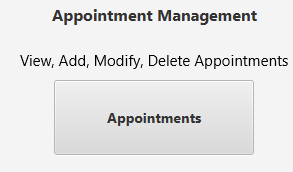 Appointment Management
View, Add, Modify, Delete Appointments
Appointments